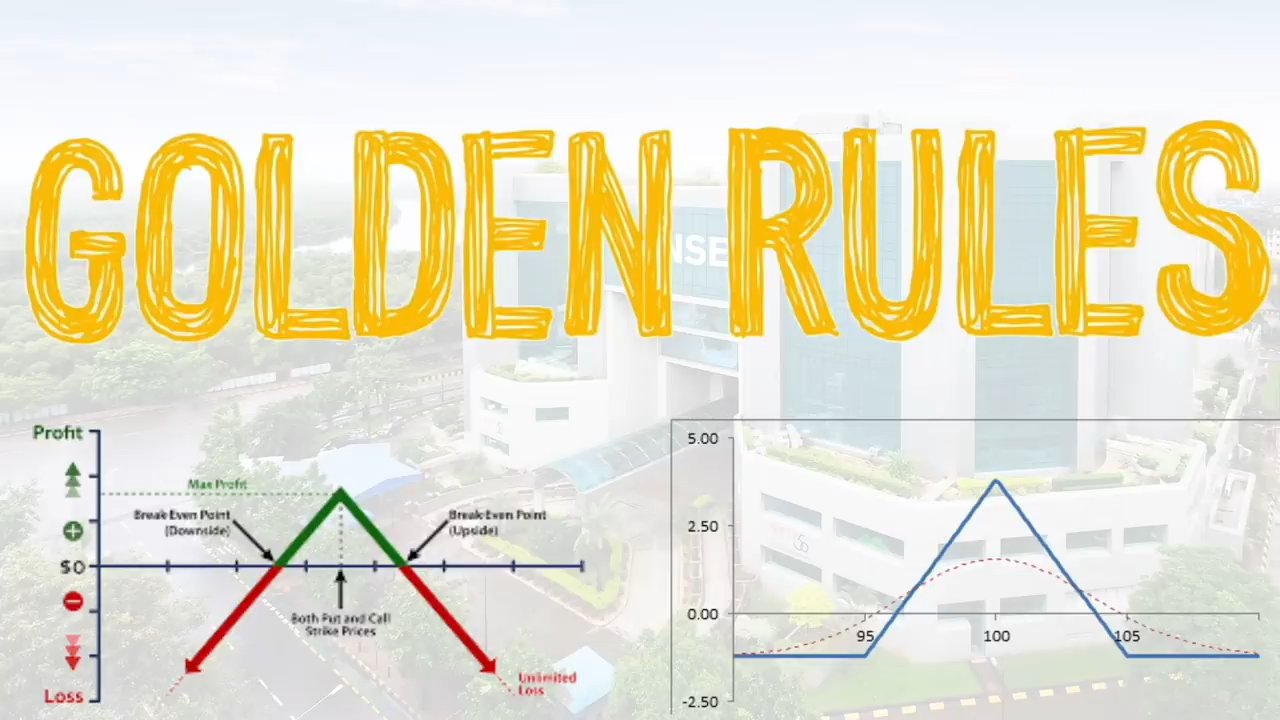 GOLDEN RULES
NSE
Profit
Max Profit
Break-Even Point
(Downside)
Break-Even Point
(Upside)
$0
Both Put and Call
Strike Prices
Unlimited
Loss
Loss
5.00
2.50
0.00
95
100
105
-2.50